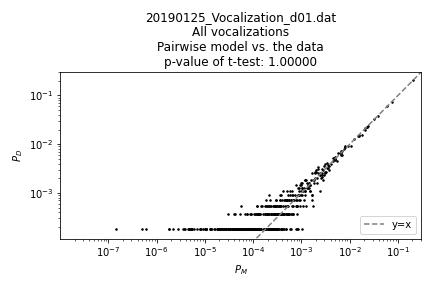 20190125_Vocalization_d01.dat
All vocalizations
Pairwise model vs. the data
p-value of t-test: 1.00000
10⁻¹
10⁻²
10⁻³
P_D
y=x
10⁻⁷ 10⁻⁶ 10⁻⁵ 10⁻⁴ 10⁻³ 10⁻² 10⁻¹
P_M